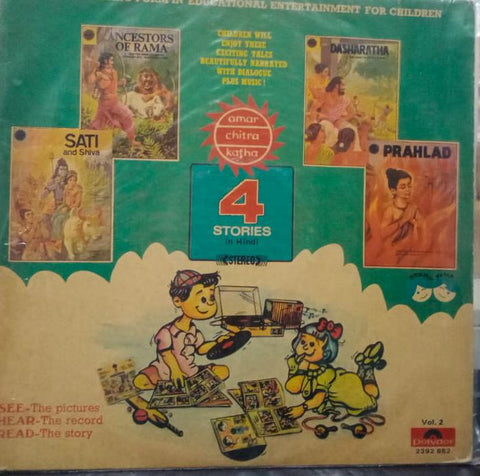 FORM IN EDUCATIONAL ENTERTAINMENT FOR CHILDREN
ANCESTORS
OF RAMA
CHILDREN WILL
ENJOY THESE
EXCITING TALES
BEAUTIFULLY NARRATED
WITH DIALOGUE
PLUS MUSIC!
DASHARATHA
SATI
and Shiva
amar
chitra
katha
PRAHLAD
4
STORIES
in Hindi
STEREO
SEE-The pictures
HEAR-The record
READ-The story
Vol. 2
Polydor
2392 882